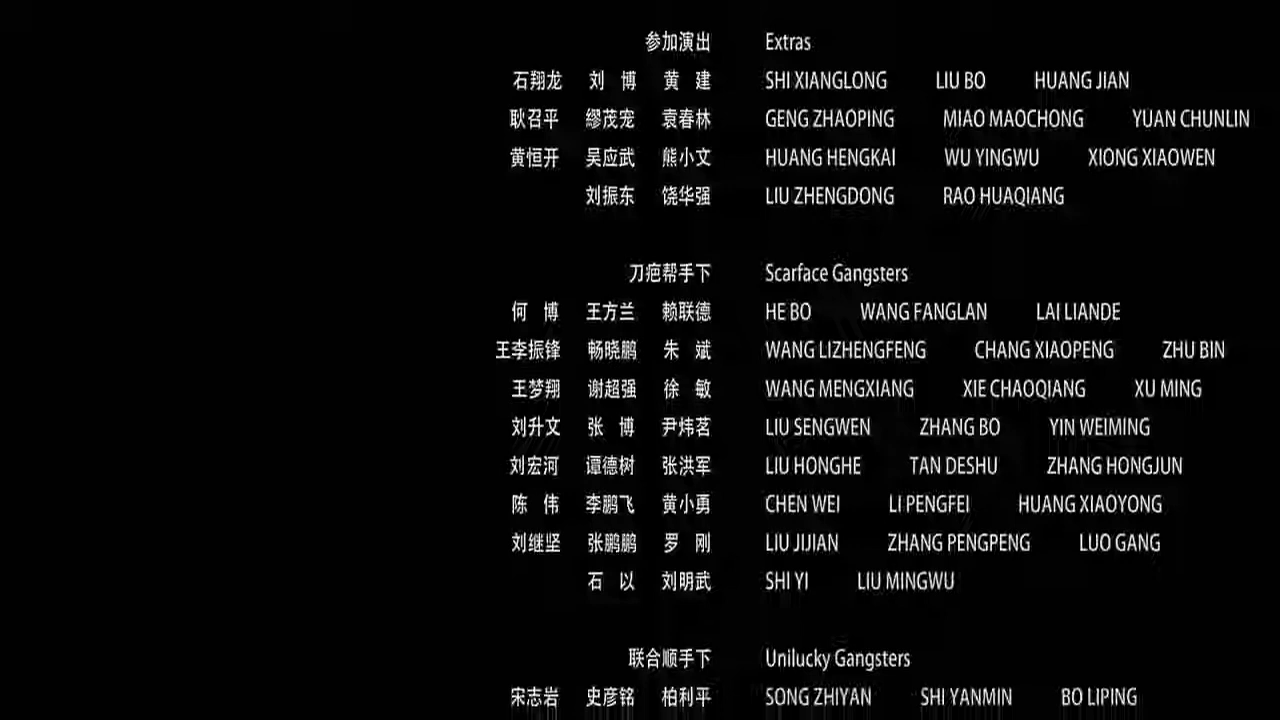 参加演出 Extras
石翔龙 刘 博 黄 建 SHI XIANGLONG LIU BO HUANG JIAN
耿召平 缪茂宠 袁春林 GENG ZHAOPING MIAO MAOCHONG YUAN CHUNLIN
黄恒开 吴应武 熊小文 HUANG HENGKAI WU YINGWU XIONG XIAOWEN
刘振东 饶华强 LIU ZHENGDONG RAO HUAQIANG
刀疤帮手下 Scarface Gangsters
何 博 王方兰 赖联德 HE BO WANG FANGLAN LAI LIANDE
王李振锋 畅晓鹏 朱 斌 WANG LIZHENGFENG CHANG XIAOPENG ZHU BIN
王梦翔 谢超强 徐 敏 WANG MENGXIANG XIE CHAOQIANG XU MING
刘升文 张 博 尹炜茗 LIU SENGWEN ZHANG BO YIN WEIMING
刘宏河 谭德树 张洪军 LIU HONGHE TAN DESHU ZHANG HONGJUN
陈 伟 李鹏飞 黄小勇 CHEN WEI LI PENGFEI HUANG XIAOYONG
刘继坚 张鹏鹏 罗 刚 LIU JIJIAN ZHANG PENGPENG LUO GANG
石 以 刘明武 SHI YI LIU MINGWU
联合顺手下 Unilucky Gangsters
宋志岩 史彦铭 柏利平 SONG ZHIYAN SHI YANMIN BO LIPING